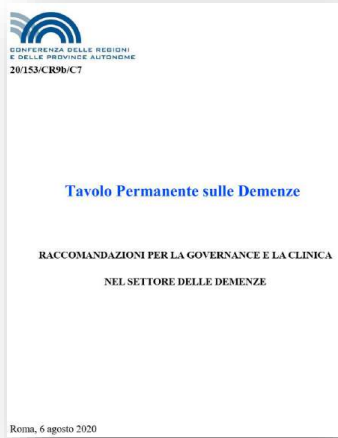 CONFERENZA DELLE REGIONI
E DELLE PROVINCE AUTONOME
20/153/CR9b/C7
Tavolo Permanente sulle Demenze
RACCOMANDAZIONI PER LA GOVERNANCE E LA CLINICA
NEL SETTORE DELLE DEMENZE
Roma, 6 agosto 2020